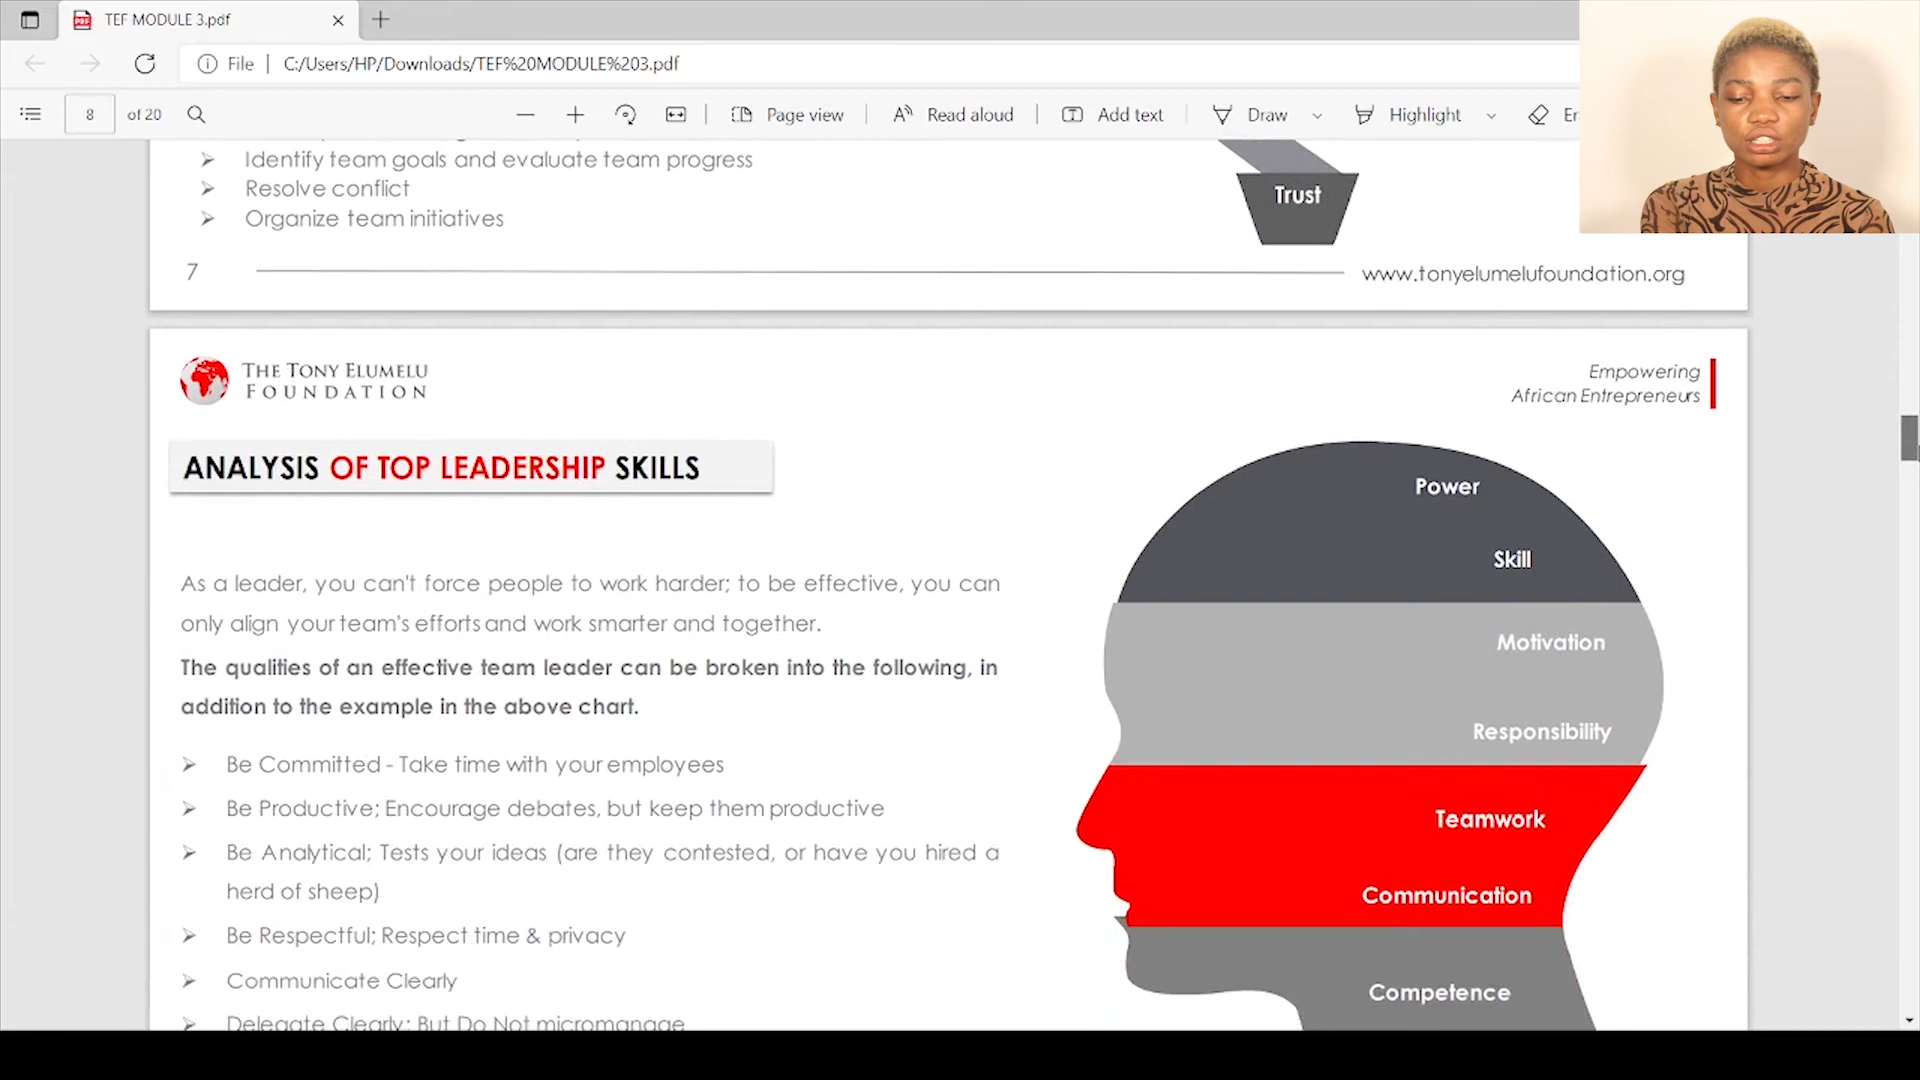 TEF MODULE 3.pdf
File
C:/Users/HP/Downloads/TEF%20MODULE%203.pdf
8 of 20
Page view
Read aloud
Add text
Draw
Highlight
Identify team goals and evaluate team progress
Resolve conflict
Organize team initiatives
Trust
7
www.tonyelumelufoundation.org
THE TONY ELUMELU
FOUNDATION
Empowering
African Entrepreneurs
ANALYSIS OF TOP LEADERSHIP SKILLS
As a leader, you can't force people to work harder; to be effective, you can
only align your team's efforts and work smarter and together.
The qualities of an effective team leader can be broken into the following, in
addition to the example in the above chart.
Be Committed - Take time with your employees
Be Productive; Encourage debates, but keep them productive
Be Analytical; Tests your ideas (are they contested, or have you hired a
herd of sheep)
Be Respectful; Respect time & privacy
Communicate Clearly
Delegate Clearly; But Do Not micromanage
Power
Skill
Motivation
Responsibility
Teamwork
Communication
Competence